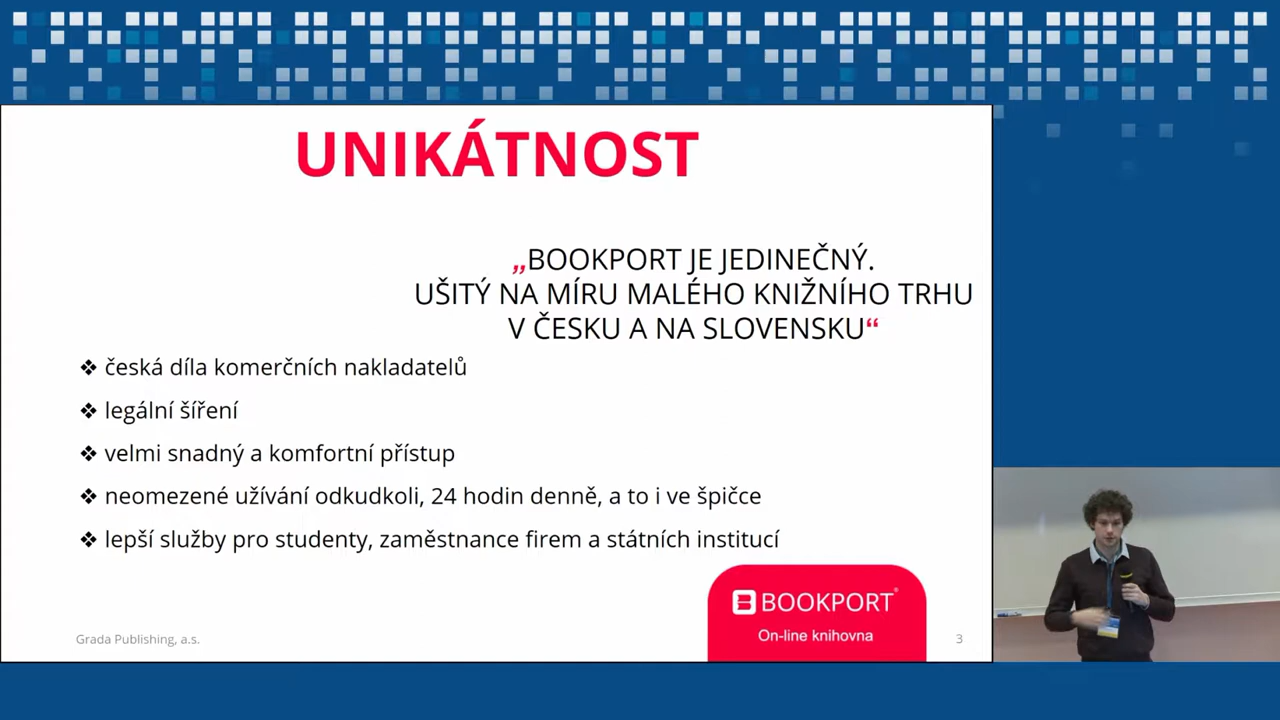 UNIKÁTNOST
„BOOKPORT JE JEDINEČNÝ.
UŠITÝ NA MÍRU MALÉHO KNIŽNÍHO TRHU
V ČESKU A NA SLOVENSKU“
❖ česká díla komerčních nakladatelů
❖ legální šíření
❖ velmi snadný a komfortní přístup
❖ neomezené užívání odkudkoli, 24 hodin denně, a to i ve špičce
❖ lepší služby pro studenty, zaměstnance firem a státních institucí
BOOKPORT®
On-line knihovna
Grada Publishing, a.s.
3